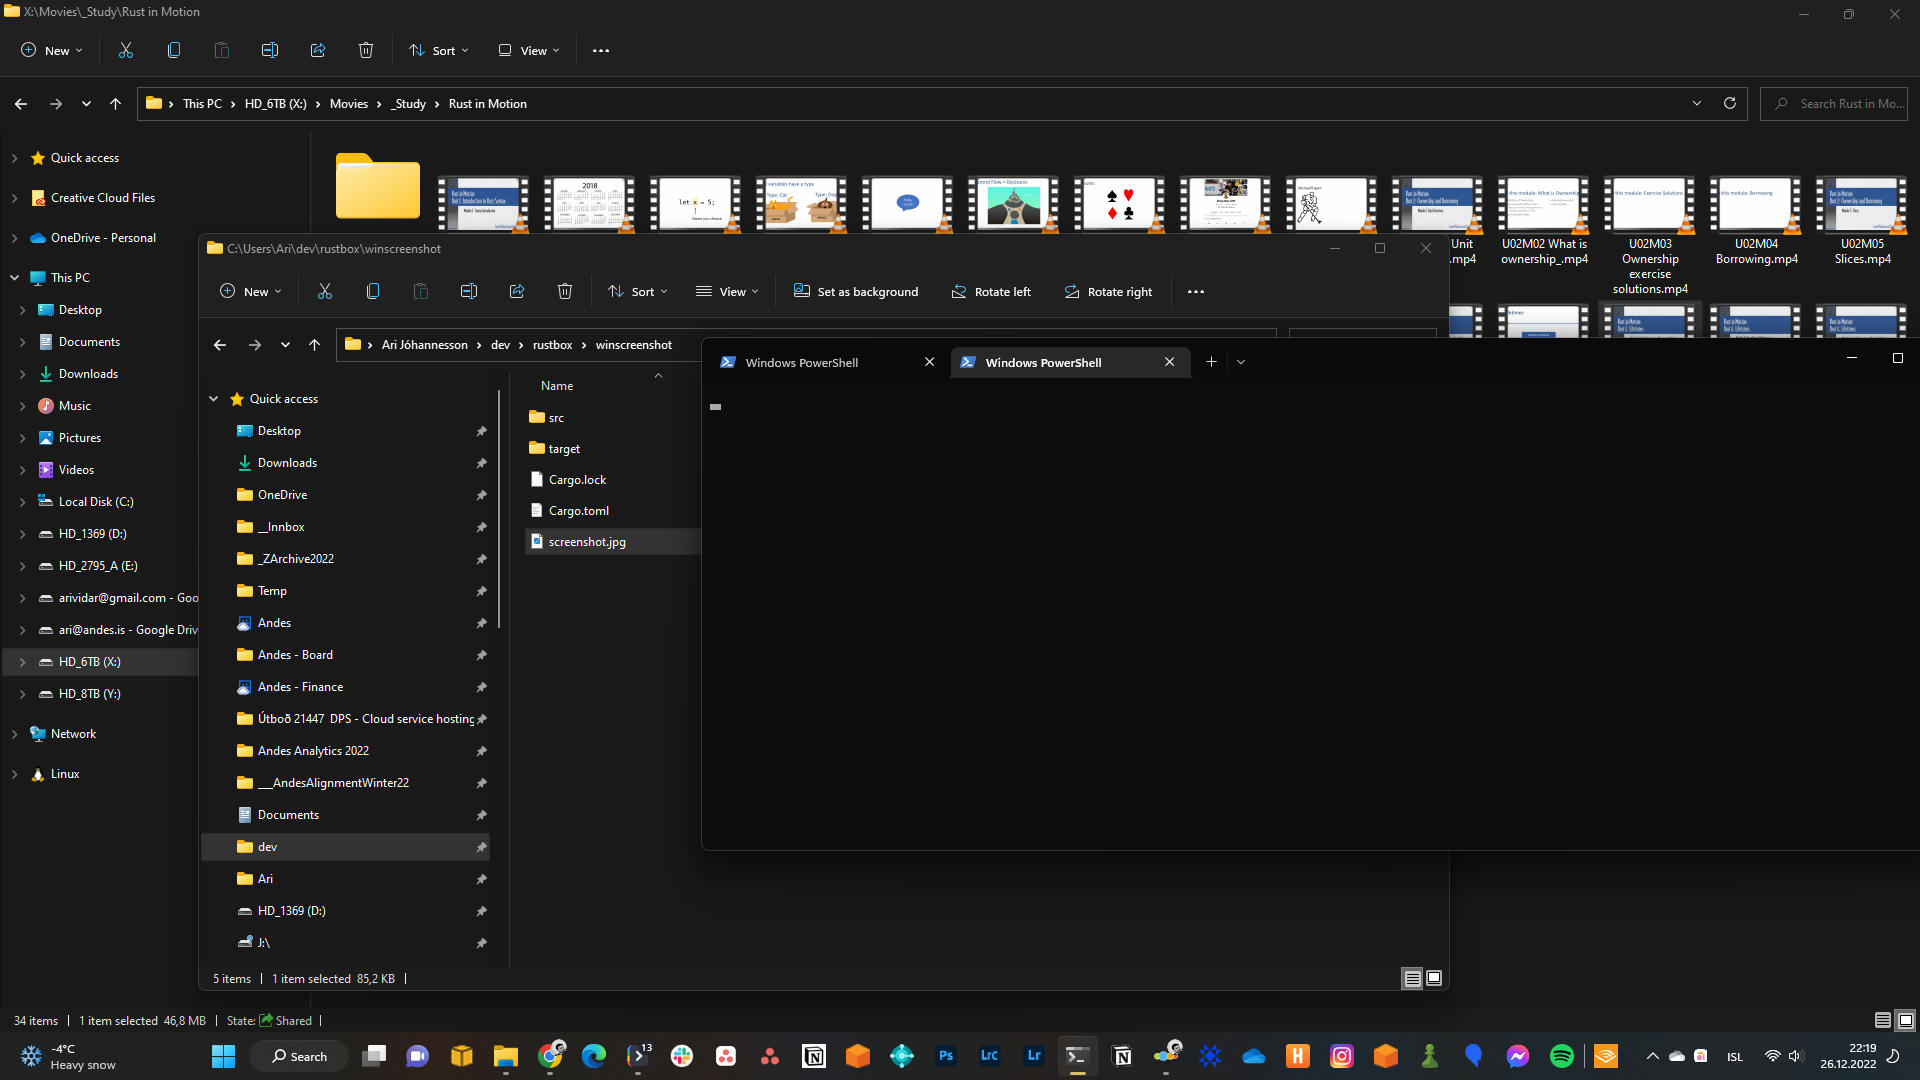 X:\Movies\_Study\Rust in Motion
New
Sort
View
This PC
HD_6TB (X:)
Movies
_Study
Rust in Motion
Search Rust in Mo...
Quick access
Creative Cloud Files
OneDrive - Personal
This PC
Desktop
Documents
Downloads
Music
Pictures
Videos
Local Disk (C:)
HD_1369 (D:)
HD_2795_A (E:)
arividar@gmail.com - Goo
ari@andes.is - Google Driv
HD_6TB (X:)
HD_8TB (Y:)
Network
Linux
2018
let x = 5;
Unit
.mp4
U02M02 What is
ownership_.mp4
U02M03
Ownership
exercise
solutions.mp4
U02M04
Borrowing.mp4
U02M05
Slices.mp4
C:\Users\Ari\dev\rustbox\winscreenshot
New
Sort
View
Set as background
Rotate left
Rotate right
Ari Jóhannesson
dev
rustbox
winscreenshot
Quick access
Desktop
Downloads
OneDrive
__Innbox
_ZArchive2022
Temp
Andes
Andes - Board
Andes - Finance
Útboð 21447 DPS - Cloud service hosting
Andes Analytics 2022
___AndesAlignmentWinter22
Documents
dev
Ari
HD_1369 (D:)
J:\
Name
src
target
Cargo.lock
Cargo.toml
screenshot.jpg
5 items
1 item selected 85,2 KB
Windows PowerShell
Windows PowerShell
34 items
1 item selected 46,8 MB
State: Shared
-4°C
Heavy snow
Search
13
Ps
LrC
Lr
ISL
22:19
26.12.2022